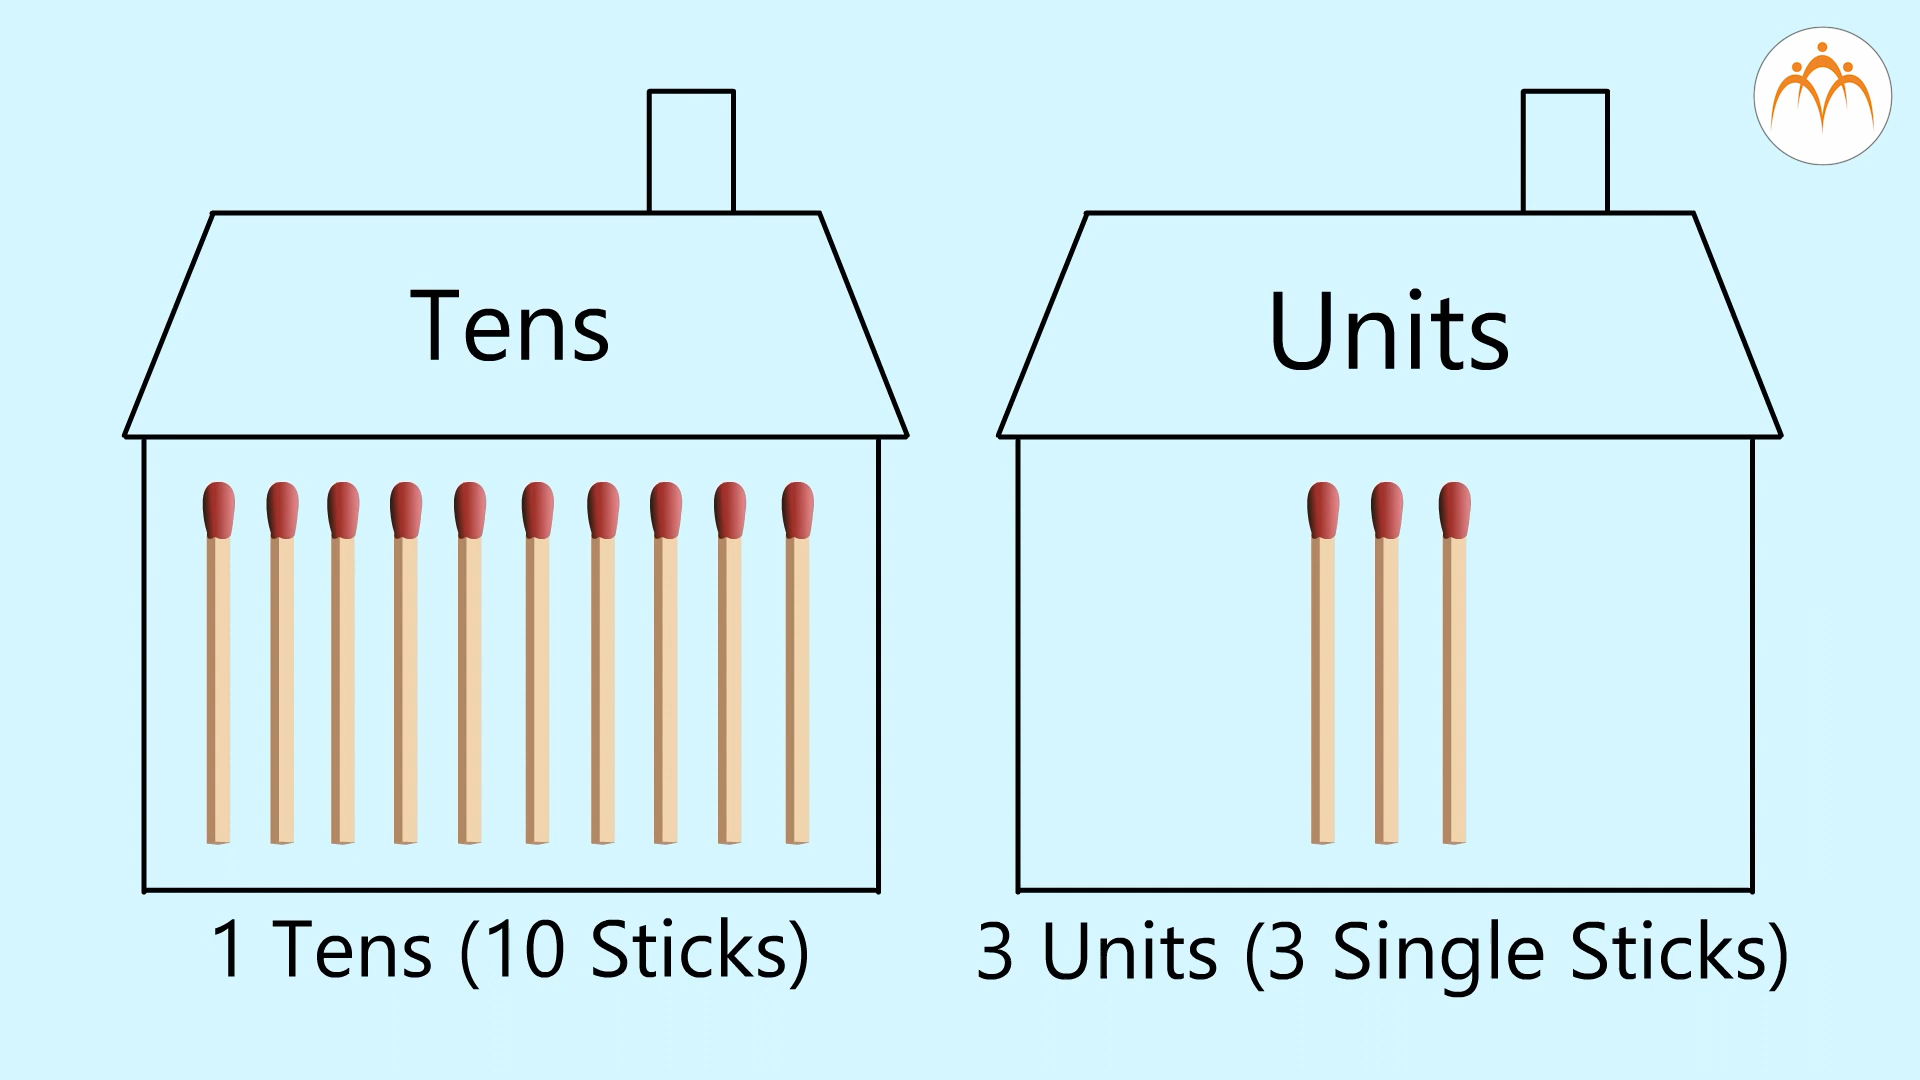 Tens
Units
1 Tens (10 Sticks)
3 Units (3 Single Sticks)